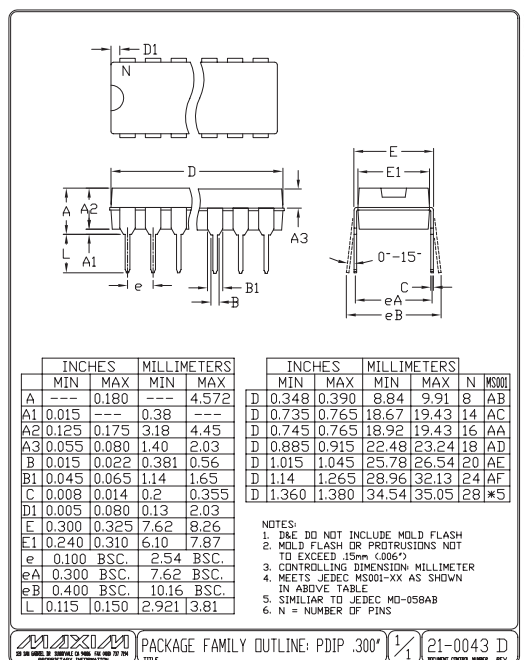 D1
N
D
E
E1
A
A2
A3
L
A1
0°-15°
e
B1
B
C
eA
eB
INCHES MILLIMETERS
MIN MAX MIN MAX
A --- 0.180 --- 4.572
A1 0.015 --- 0.38 ---
A2 0.125 0.175 3.18 4.45
A3 0.055 0.080 1.40 2.03
B 0.015 0.022 0.381 0.56
B1 0.045 0.065 1.14 1.65
C 0.008 0.014 0.2 0.355
D1 0.005 0.080 0.13 2.03
E 0.300 0.325 7.62 8.26
E1 0.240 0.310 6.10 7.87
e 0.100 BSC. 2.54 BSC.
eA 0.300 BSC. 7.62 BSC.
eB 0.400 BSC. 10.16 BSC.
L 0.115 0.150 2.921 3.81
INCHES MILLIMETERS
MIN MAX MIN MAX N MS001
D 0.348 0.390 8.84 9.91 8 AB
D 0.735 0.765 18.67 19.43 14 AC
D 0.745 0.765 18.92 19.43 16 AA
D 0.885 0.915 22.48 23.24 18 AD
D 1.015 1.045 25.78 26.54 20 AE
D 1.14 1.265 28.96 32.13 24 AF
D 1.360 1.380 34.54 35.05 28 *5
NOTES:
1. D&E DO NOT INCLUDE MOLD FLASH
2. MOLD FLASH OR PROTRUSIONS NOT
TO EXCEED .15mm (.006")
3. CONTROLLING DIMENSION: MILLIMETER
4. MEETS JEDEC MS001-XX AS SHOWN
IN ABOVE TABLE
5. SIMILIAR TO JEDEC MO-058AB
6. N = NUMBER OF PINS
MAXIM
PROPRIETARY INFORMATION
PACKAGE FAMILY OUTLINE: PDIP .300"
TITLE
1/1
21-0043 D
DOCUMENT CONTROL NUMBER REV